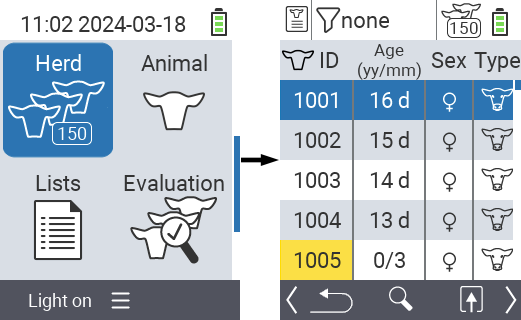 11:02 2024-03-18
Herd
150
Animal
Lists
Evaluation
Light on
none
150
ID Age (yy/mm) Sex Type
1001 16 d ♀
1002 15 d ♀
1003 14 d ♀
1004 13 d ♀
1005 0/3 ♀